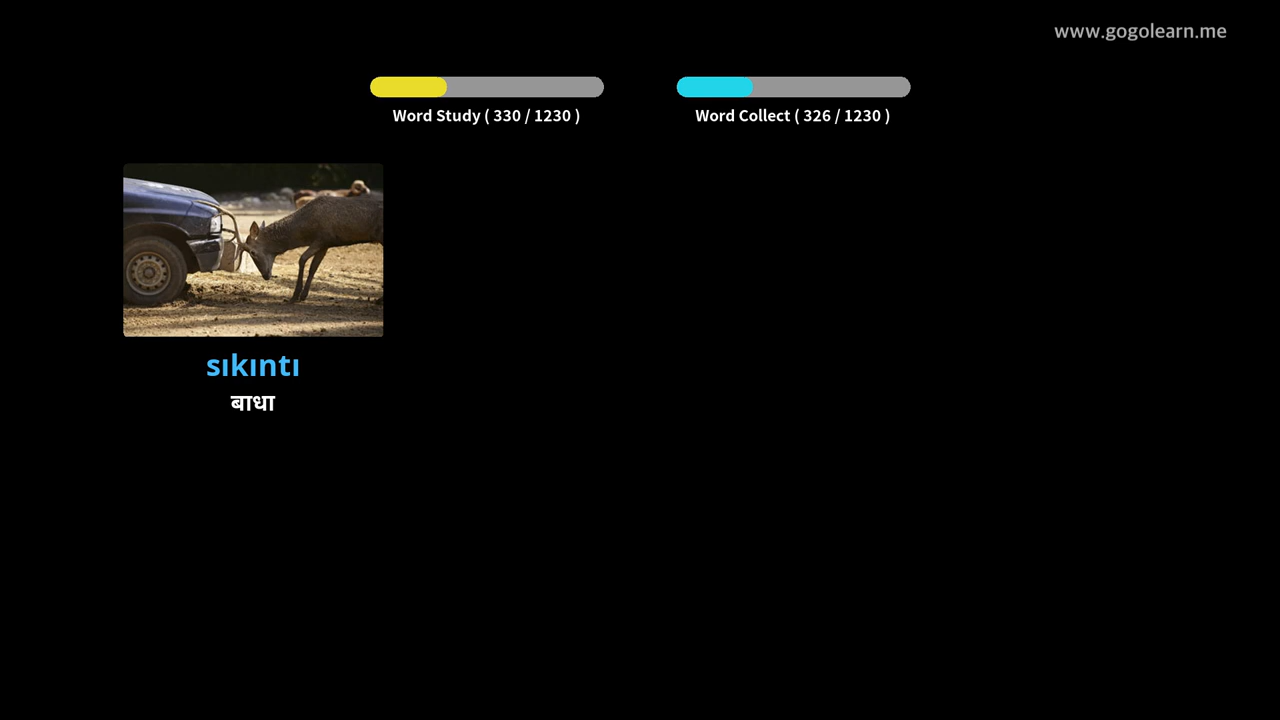 www.gogolearn.me
Word Study ( 330 / 1230 )
Word Collect ( 326 / 1230 )
sıkıntı
बाधा